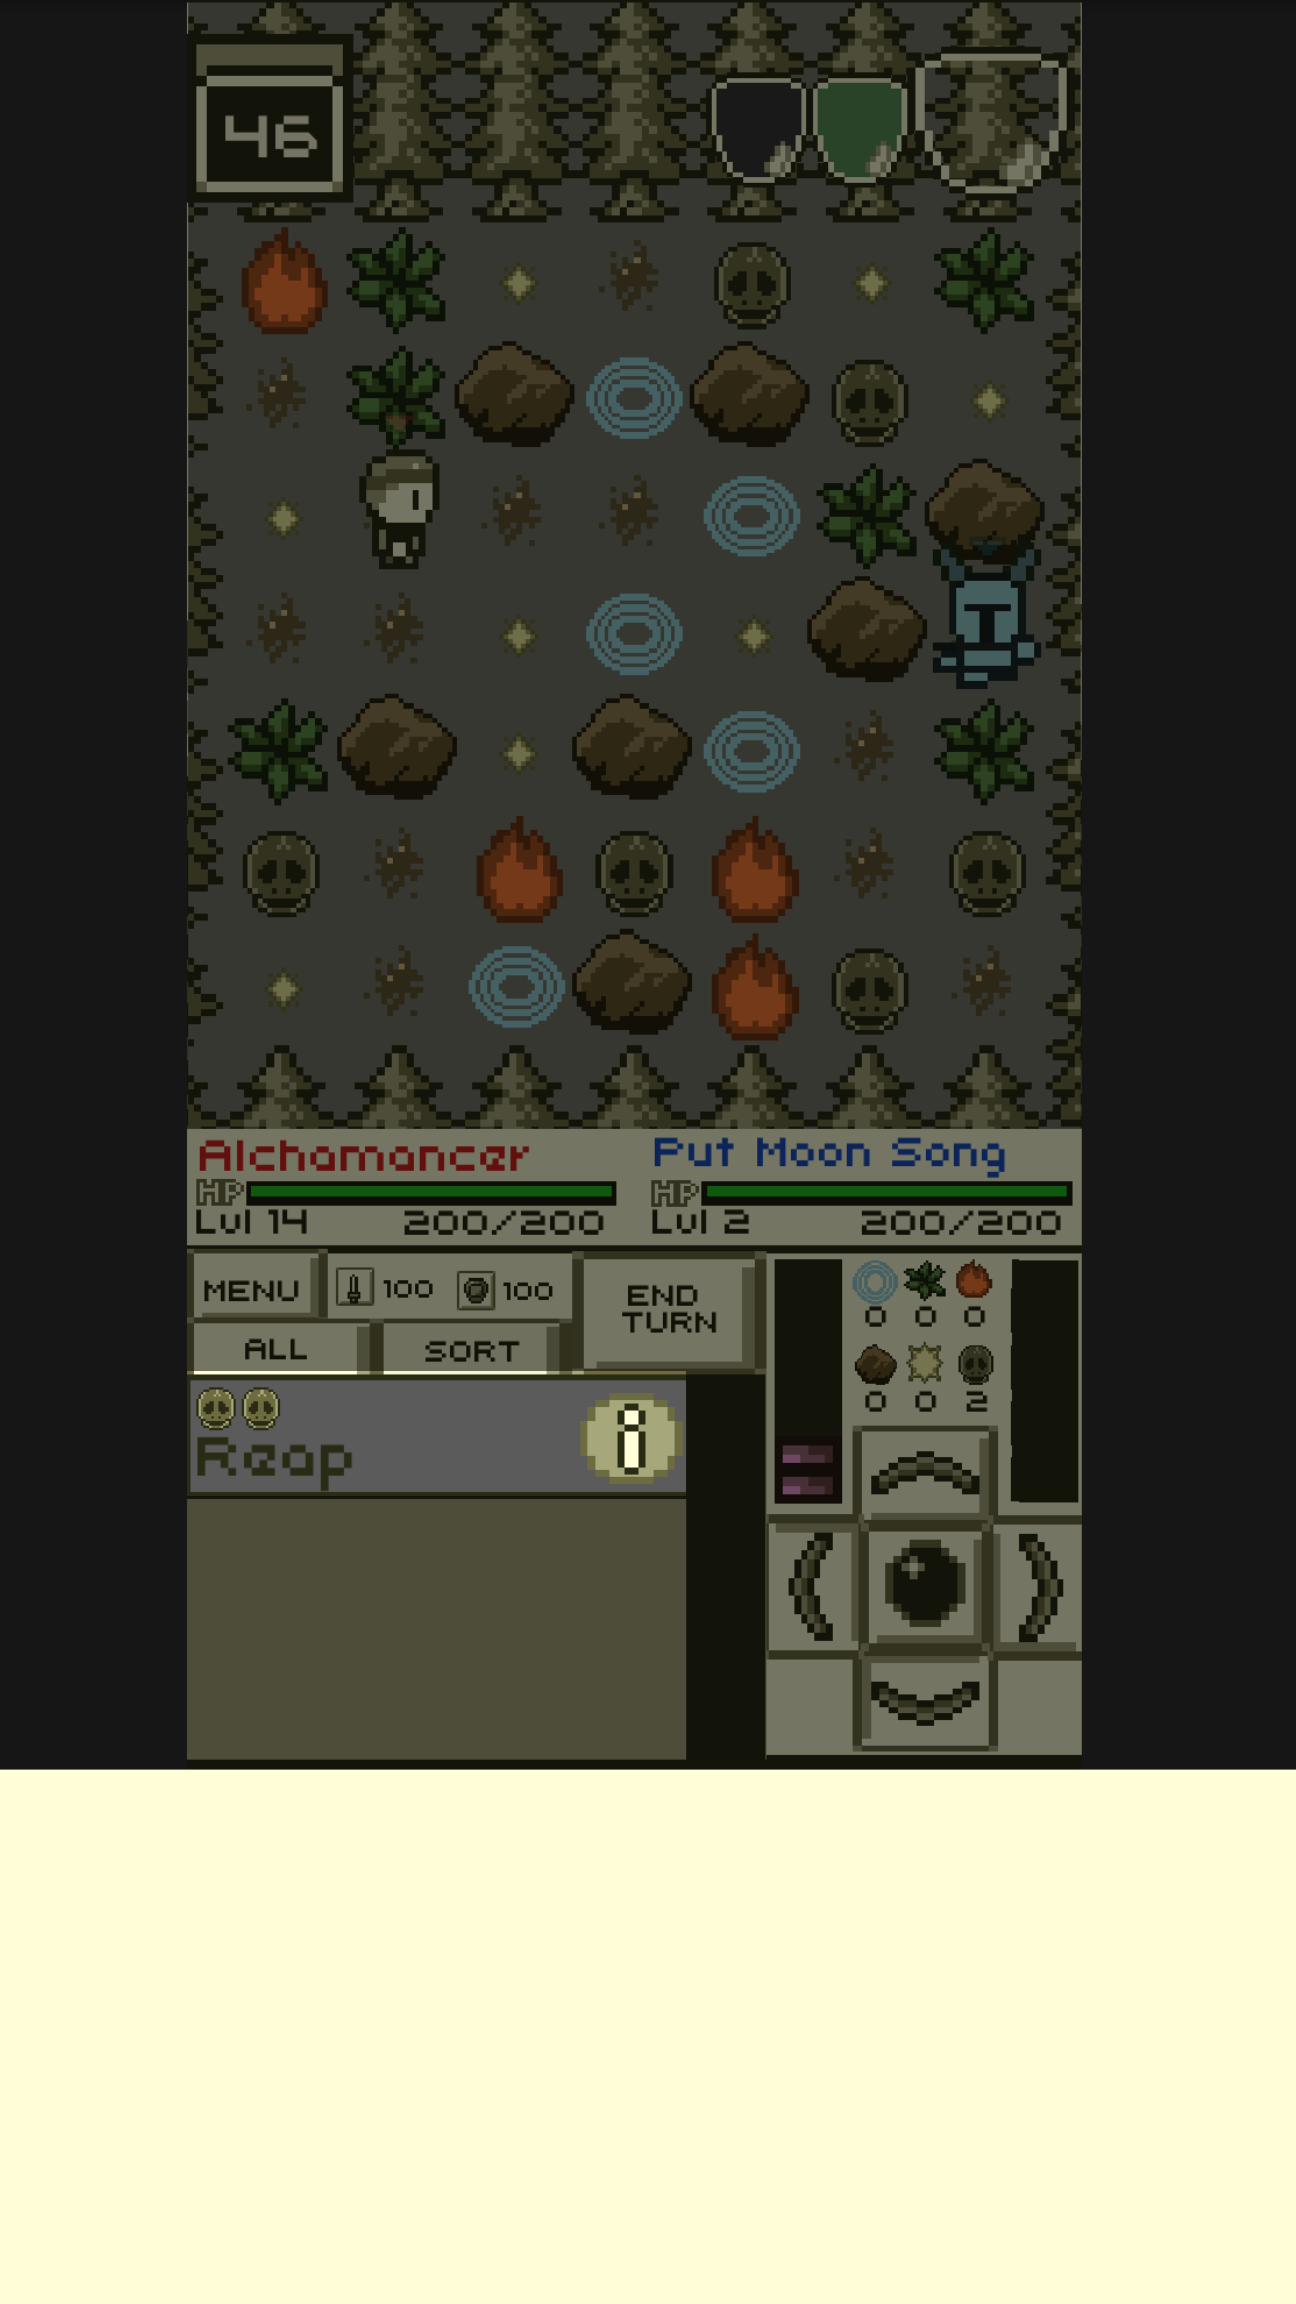 46
Alchamancer
Put Moon Song
HP
HP
Lvl 14
200/200
Lvl 2
200/200
MENU
100
100
END
TURN
ALL
SORT
0 0 0
0 0 2
Reap
i